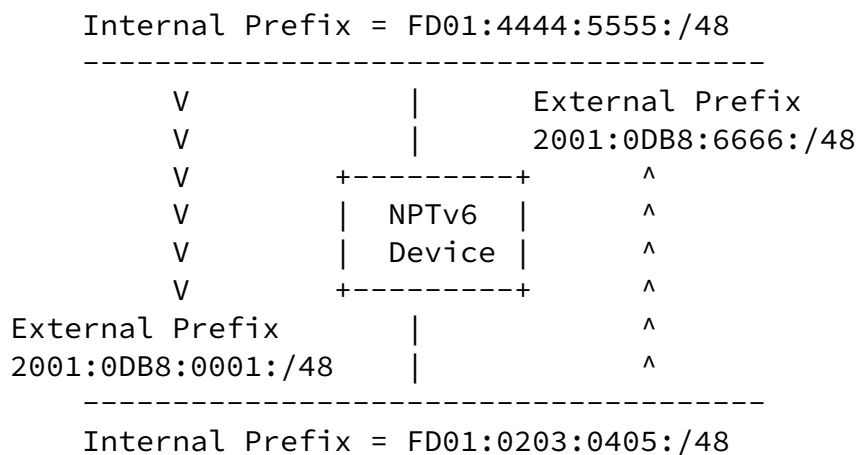 Internal Prefix = FD01:4444:5555:/48
--------------------------------------
V | External Prefix
V | 2001:0DB8:6666:/48
V +---------+ ^
V | NPTv6 | ^
V | Device | ^
V +---------+ ^
External Prefix | ^
2001:0DB8:0001:/48 | ^
--------------------------------------
Internal Prefix = FD01:0203:0405:/48